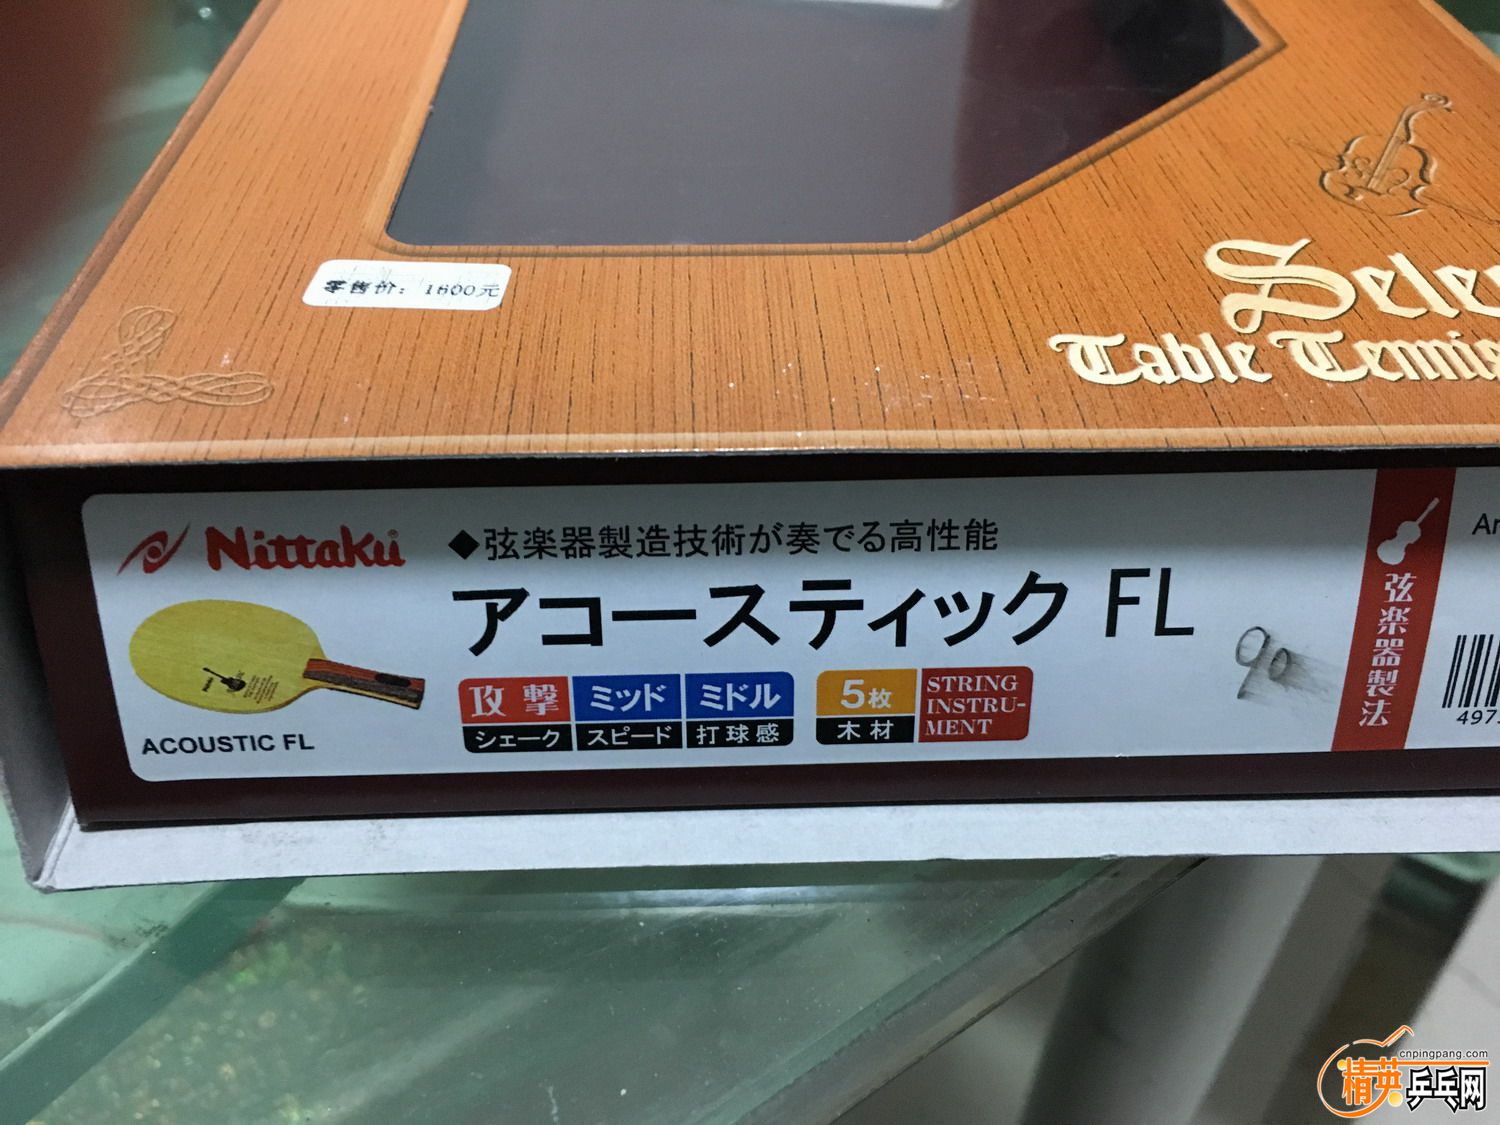 零售价: 1600元
Sele
Table Tennis
Nittaku
◆弦楽器製造技術が奏でる高性能
アコースティック FL
90
攻撃 ミッド ミドル 5枚 STRING INSTRU-MENT
シェーク スピード 打球感 木材
ACOUSTIC FL
弦楽器製法
Ar
497
cnpingpang.com
精英乒乓网